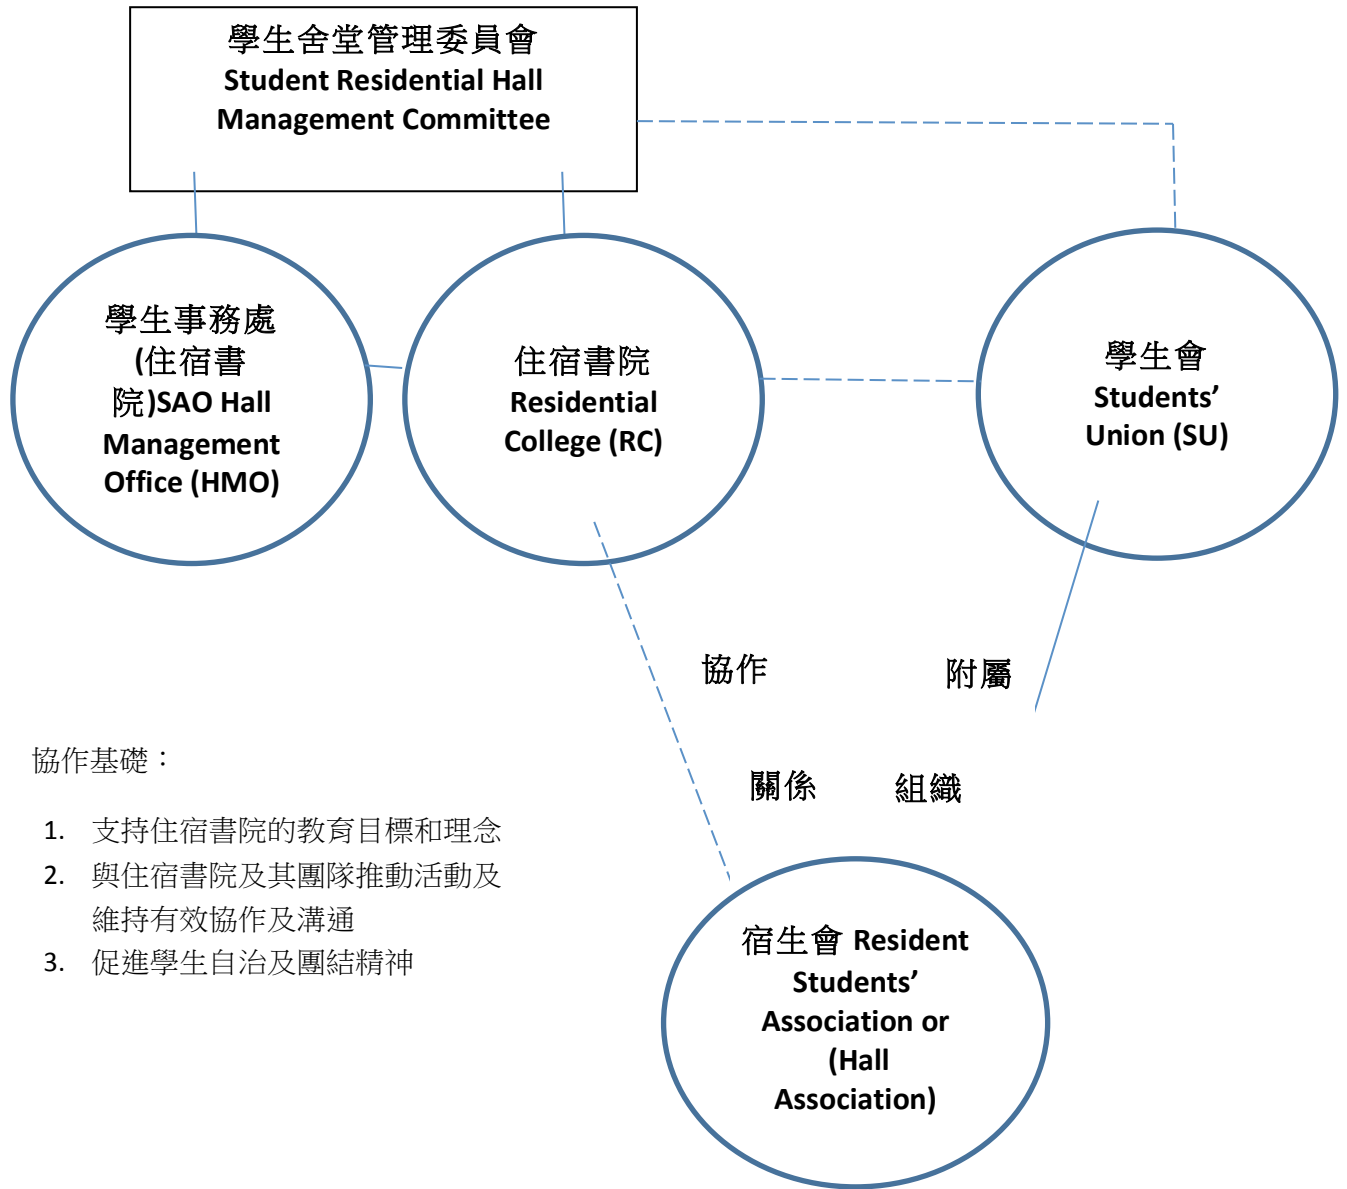 學生舍堂管理委員會
Student Residential Hall
Management Committee
學生事務處
(住宿書
院)SAO Hall
Management
Office (HMO)
住宿書院
Residential
College (RC)
學生會
Students’
Union (SU)
協作
附屬
關係
組織
協作基礎：
1. 支持住宿書院的教育目標和理念
2. 與住宿書院及其團隊推動活動及
維持有效協作及溝通
3. 促進學生自治及團結精神
宿生會 Resident
Students’
Association or
(Hall
Association)